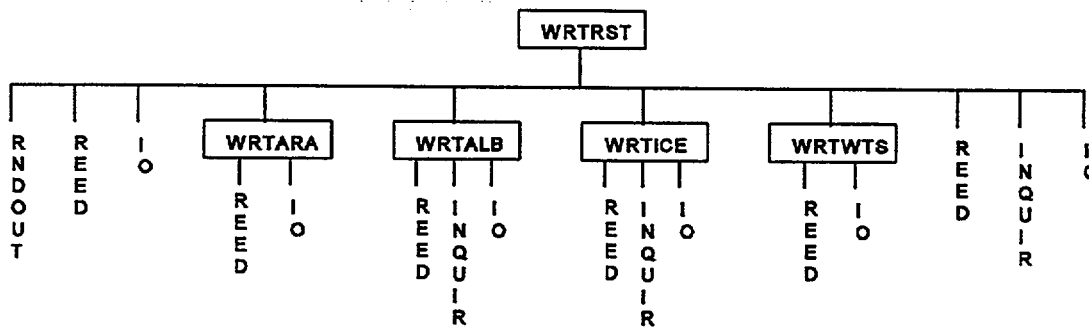 WRTRST
RNDOUT
REED
IO
WRTARA
WRTALB
WRTICE
WRTWTS
REED
INQUIR
IO
REED
IO
REED
INQUIR
IO
REED
INQUIR
IO
REED
IO